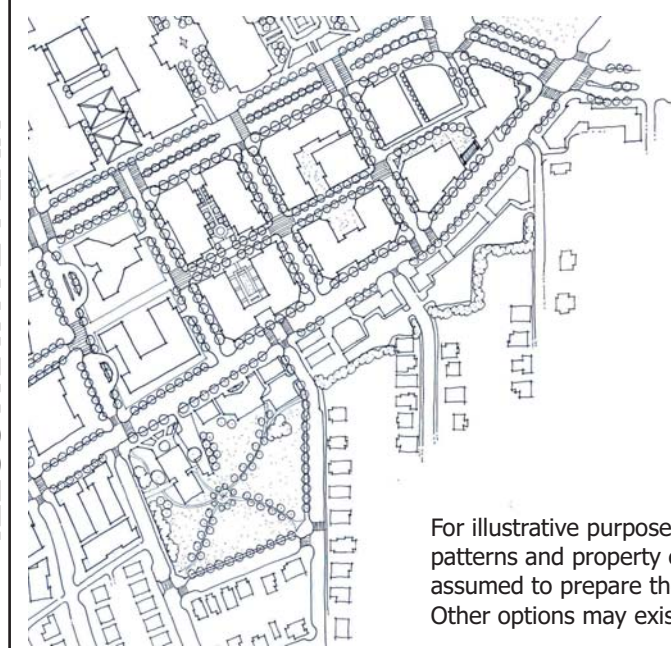 For illustrative purpose
patterns and property
assumed to prepare th
Other options may exis